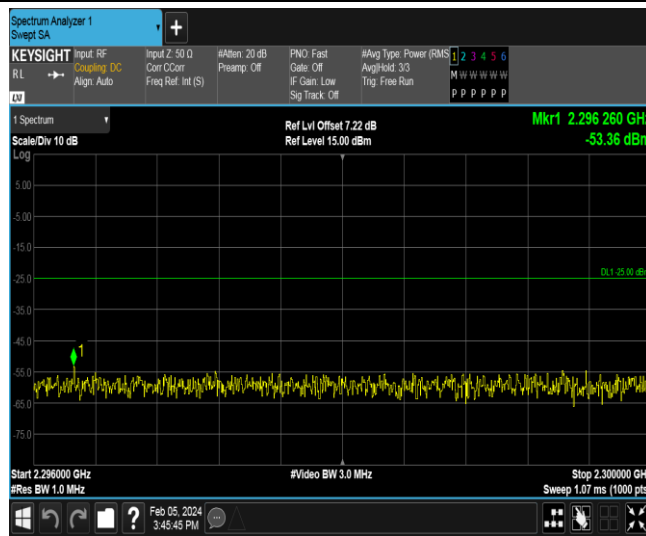 Spectrum Analyzer 1
Swept SA
+
KEYSIGHT Input: RF Input Z: 50 Ω #Atten: 20 dB PNO: Fast #Avg Type: Power (RMS 1 2 3 4 5 6
RL Coupling: DC Corr CCorr Preamp: Off Gate: Off Avg|Hold: 3/3 M W W W W W
Align: Auto Freq Ref: Int (S) IF Gain: Low Trig: Free Run
Sig Track: Off P P P P P P
LXI
1 Spectrum
Ref Lvl Offset 7.22 dB Mkr1 2.296 260 GHz
Scale/Div 10 dB Ref Level 15.00 dBm -53.36 dBm
Log
5.00
-5.00
-15.0
DL1 -25.00 dBm
-25.0
-35.0
-45.0
1
-55.0
-65.0
-75.0
Start 2.296000 GHz #Video BW 3.0 MHz Stop 2.300000 GHz
#Res BW 1.0 MHz Sweep 1.07 ms (1000 pts
?
Feb 05, 2024
3:45:45 PM